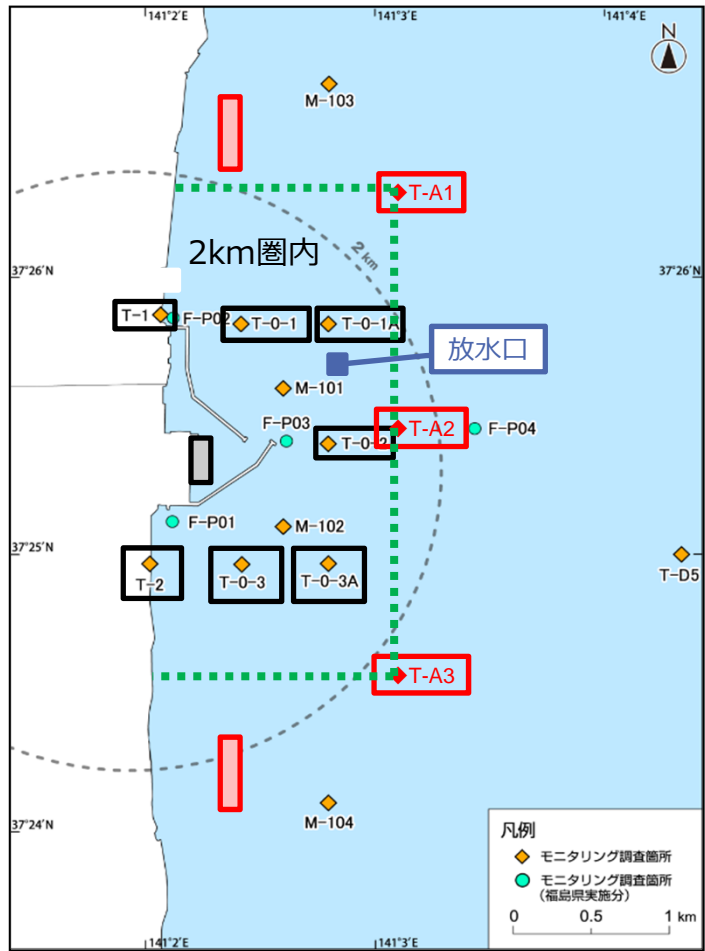 141°2′E
141°3′E
141°4′E
N
M-103
T-A1
2km圏内
2 km
37°26′N
37°26′N
T-1
F-P02
T-0-1
T-0-1A
放水口
M-101
F-P03
T-A2
F-P04
T-0-2
F-P01
M-102
37°25′N
T-D5
T-2
T-0-3
T-0-3A
T-A3
37°24′N
M-104
凡例
モニタリング調査箇所
モニタリング調査箇所
(福島県実施分)
0 0.5 1 km
141°2′E
141°3′E